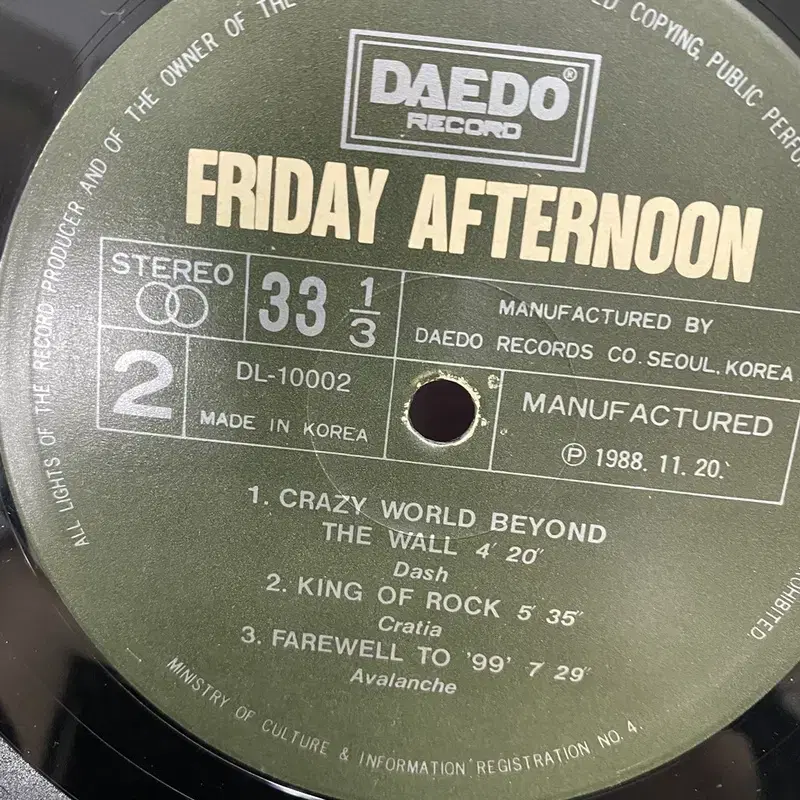 DAEDO®
RECORD
FRIDAY AFTERNOON
STEREO
33 1/3
MANUFACTURED BY
DAEDO RECORDS CO. SEOUL, KOREA
2
DL-10002
MADE IN KOREA
MANUFACTURED
Ⓟ 1988. 11. 20.
1. CRAZY WORLD BEYOND
THE WALL 4′ 20″
Dash
2. KING OF ROCK 5′ 35″
Cratia
3. FAREWELL TO '99' 7′ 29″
Avalanche
ALL LIGHTS OF THE RECORD PRODUCER AND OF THE OWNER OF THE
COPYING, PUBLIC
MINISTRY OF CULTURE & INFORMATION REGISTRATION NO. 4.